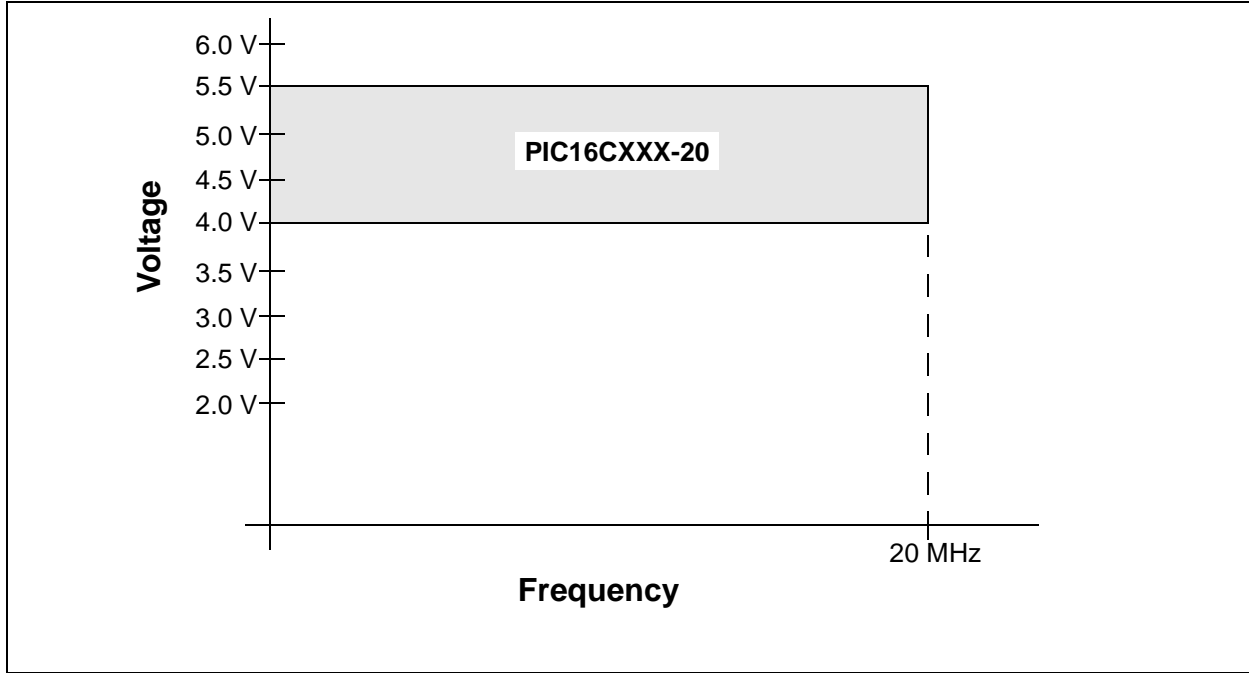 6.0 V
5.5 V
5.0 V
4.5 V
4.0 V
3.5 V
3.0 V
2.5 V
2.0 V
Voltage
PIC16CXXX-20
20 MHz
Frequency